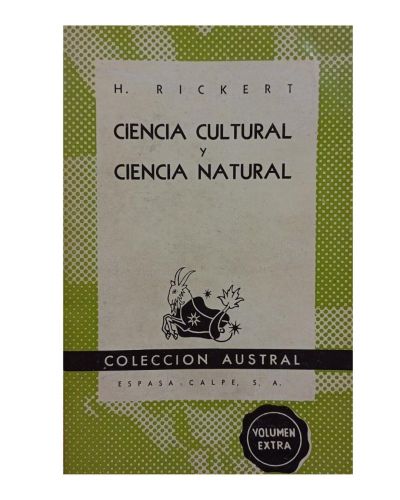 H. RICKERT
CIENCIA CULTURAL
Y
CIENCIA NATURAL
COLECCION AUSTRAL
ESPASA-CALPE, S. A.
VOLUMEN
EXTRA